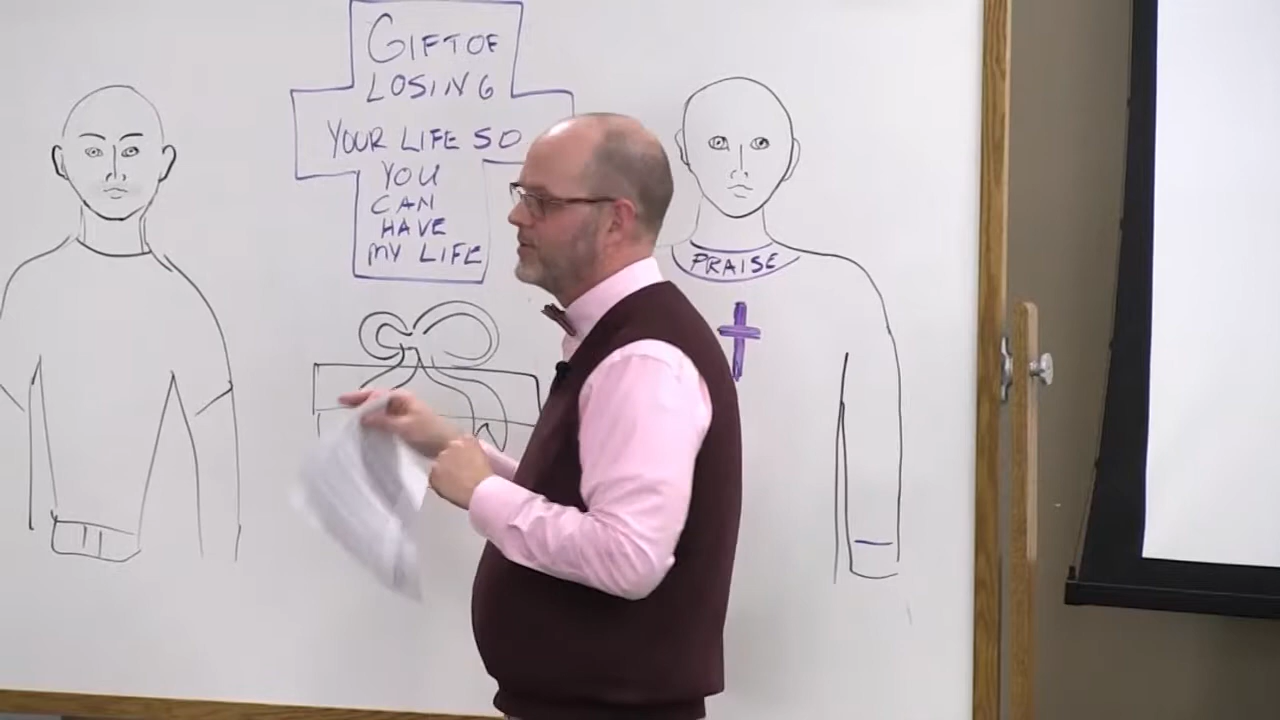 GIFT OF
LOSING
YOUR LIFE SO
YOU
CAN
HAVE
MY LIFE
PRAISE